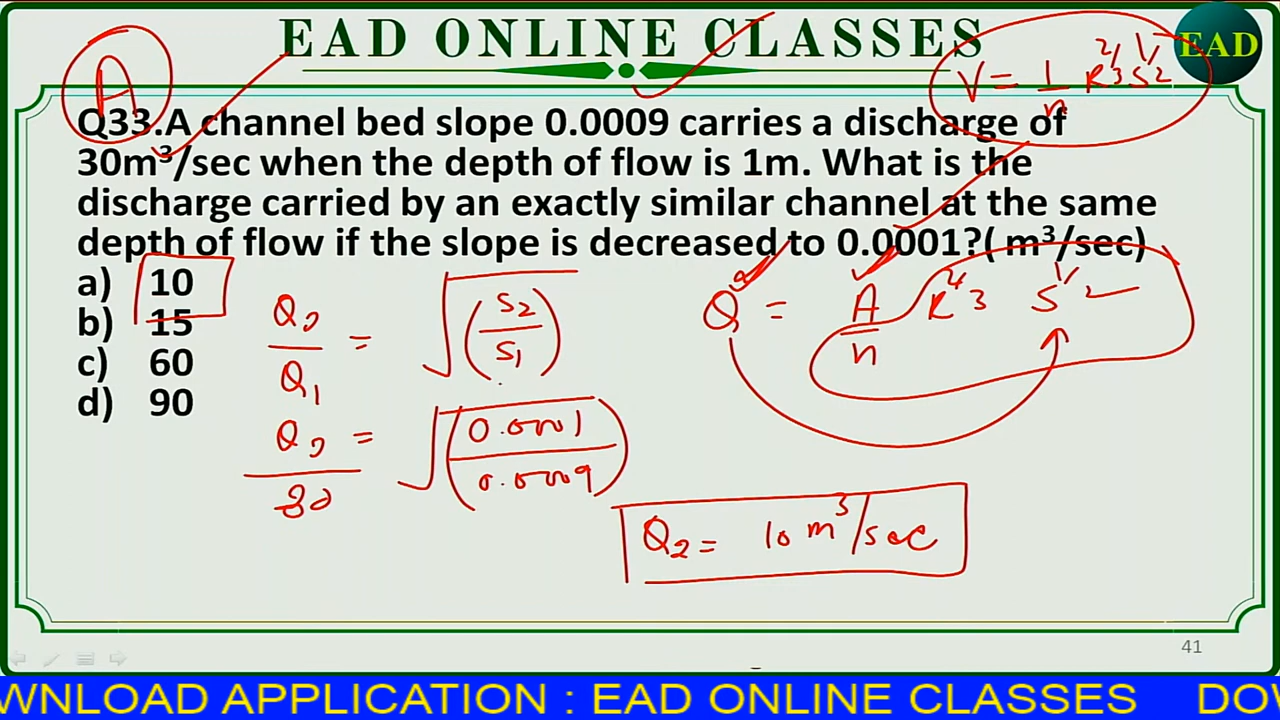 EAD ONLINE CLASSES
EAD
A
V = 1/n R^2/3 S^1/2
Q33.A channel bed slope 0.0009 carries a discharge of
30m³/sec when the depth of flow is 1m. What is the
discharge carried by an exactly similar channel at the same
depth of flow if the slope is decreased to 0.0001?( m³/sec)
a) 10
b) 15
c) 60
d) 90
Q2/Q1 = √(S2/S1)
Q = A/n R^2/3 S^1/2
Q2/30 = √(0.0001/0.0009)
Q2 = 10 m³/sec
41
WNLOAD APPLICATION : EAD ONLINE CLASSES DO